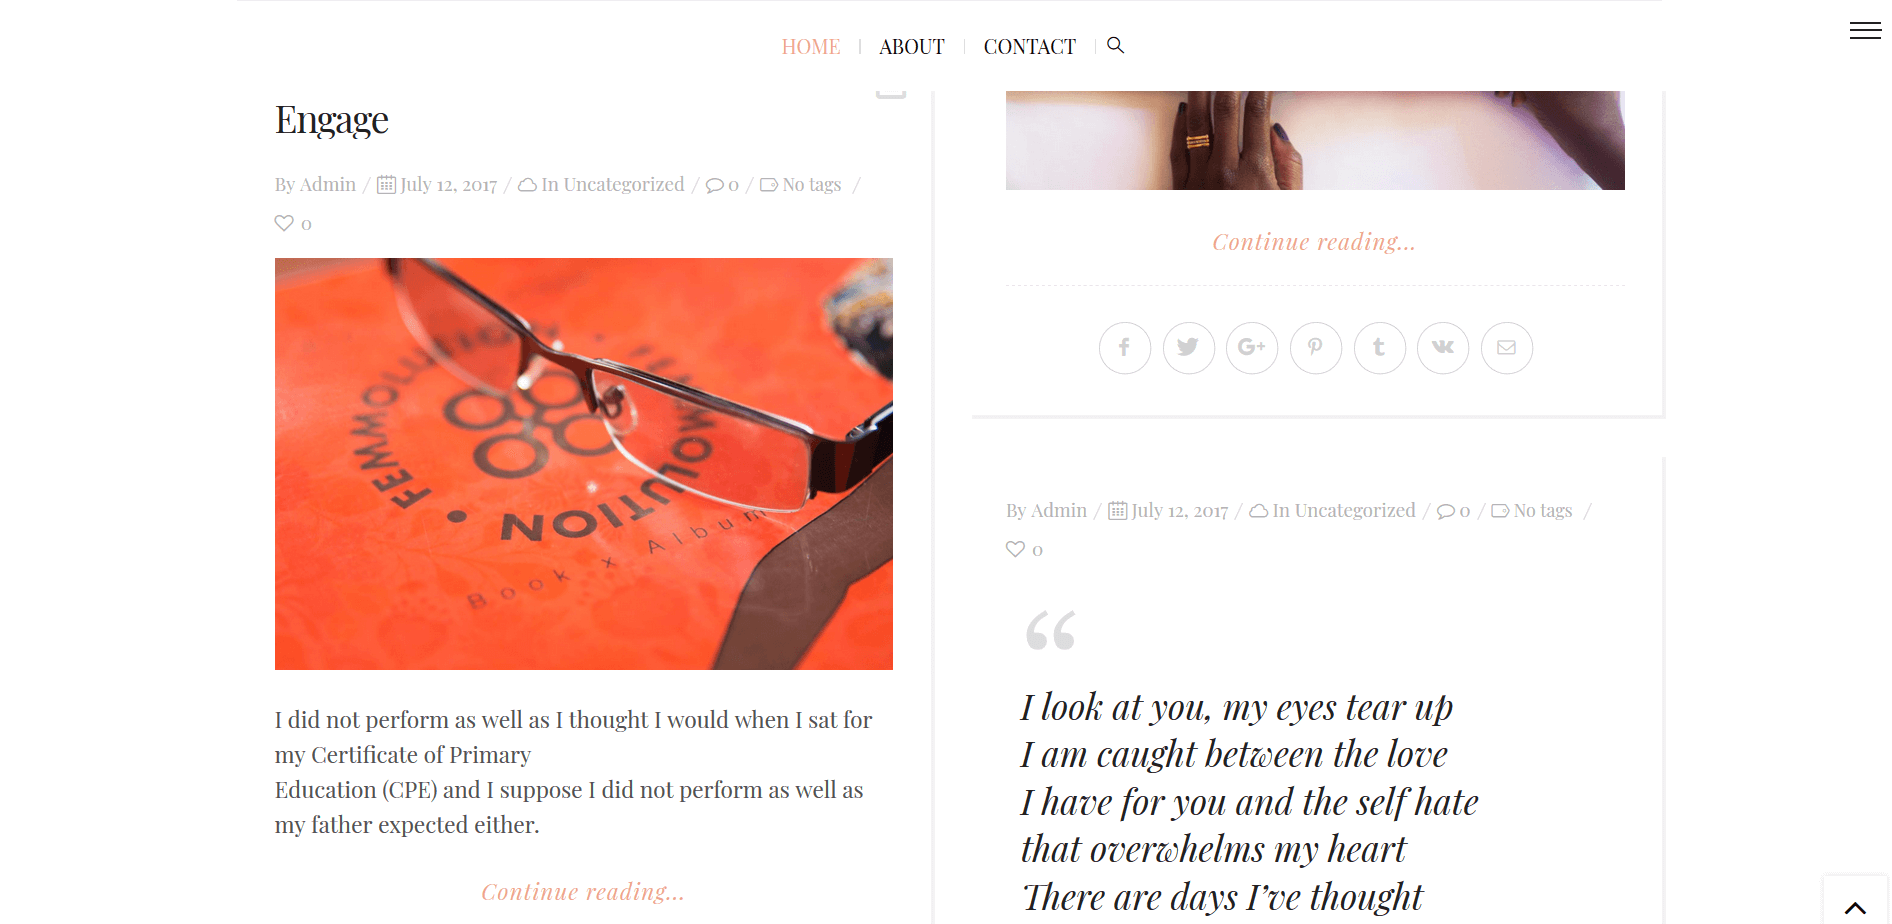 HOME
ABOUT
CONTACT
Engage
By Admin / July 12, 2017 / In Uncategorized / 0 / No tags /
0
FEMMOLUTION • FEMMOLUTION
Book x Album
I did not perform as well as I thought I would when I sat for
my Certificate of Primary
Education (CPE) and I suppose I did not perform as well as
my father expected either.
Continue reading...
Continue reading...
By Admin / July 12, 2017 / In Uncategorized / 0 / No tags /
0
“
I look at you, my eyes tear up
I am caught between the love
I have for you and the self hate
that overwhelms my heart
There are days I’ve thought